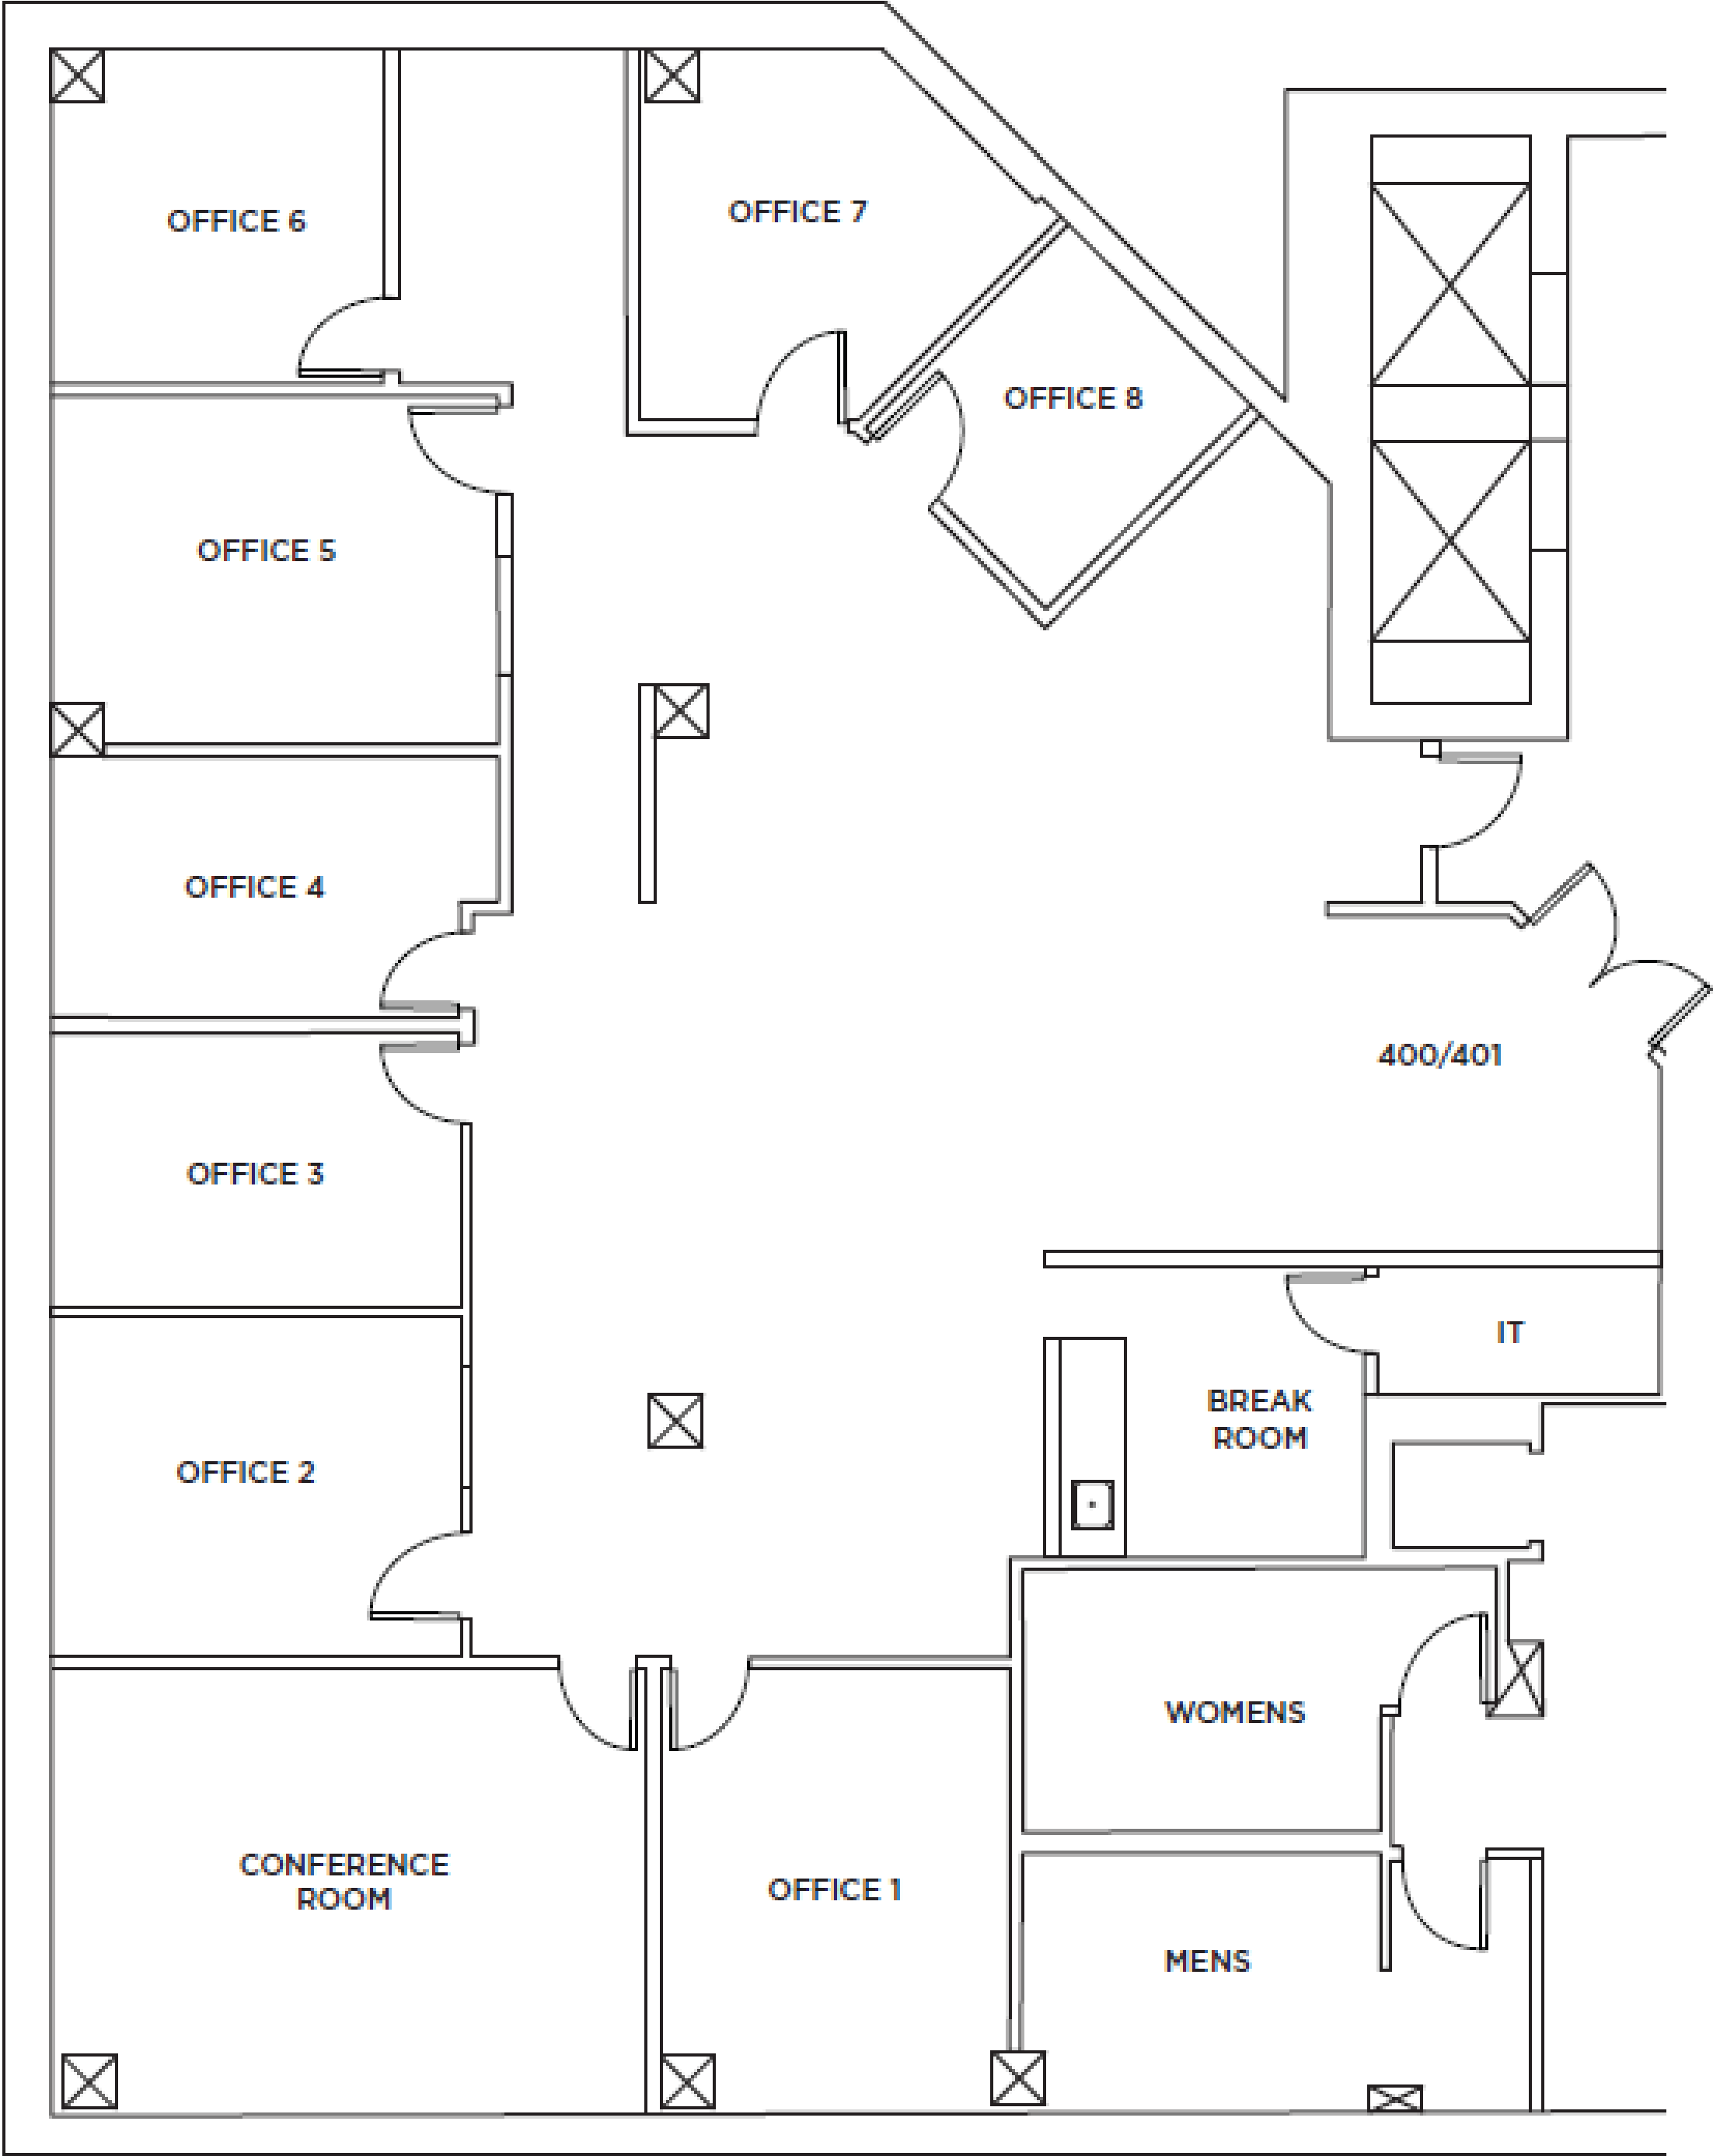 OFFICE 6
OFFICE 7
OFFICE 8
OFFICE 5
OFFICE 4
400/401
OFFICE 3
IT
BREAK
ROOM
OFFICE 2
WOMENS
CONFERENCE
ROOM
OFFICE 1
MENS